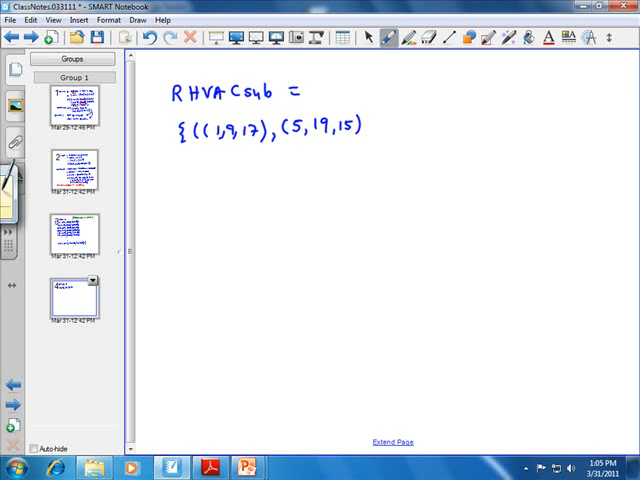 ClassNotes.033111 * - SMART Notebook
File Edit View Insert Format Draw Help
Groups
Group 1
Mar 29-12:46 PM
Mar 31-12:42 PM
Mar 31-12:42 PM
Mar 31-12:42 PM
Auto-hide
RHVACsub =
{((1,9,17),(5,19,15)
Extend Page
1:05 PM
3/31/2011